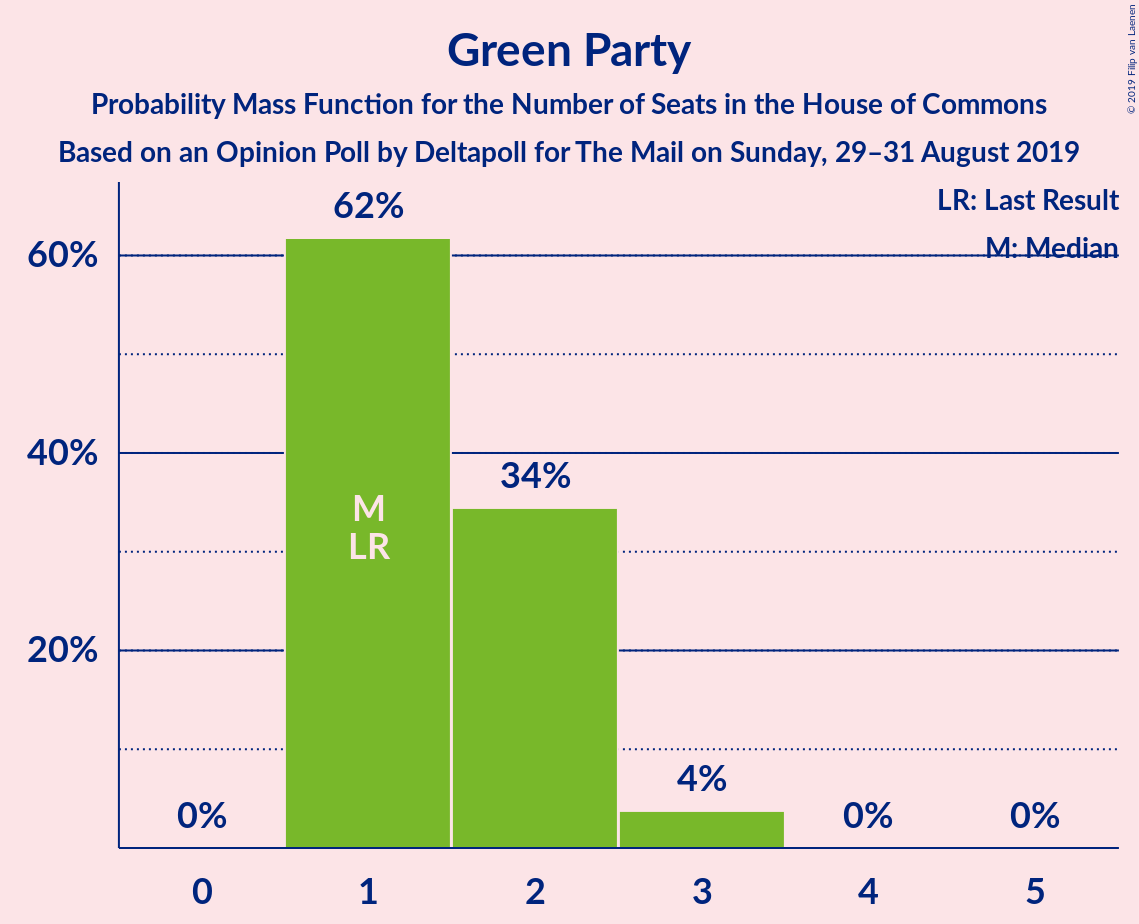 Green Party
Probability Mass Function for the Number of Seats in the House of Commons
Based on an Opinion Poll by Deltapoll for The Mail on Sunday, 29–31 August 2019
© 2019 Filip van Laenen
LR: Last Result
M: Median
62%
60%
40%
34%
M
LR
20%
4%
0%
0%
0%
0
1
2
3
4
5